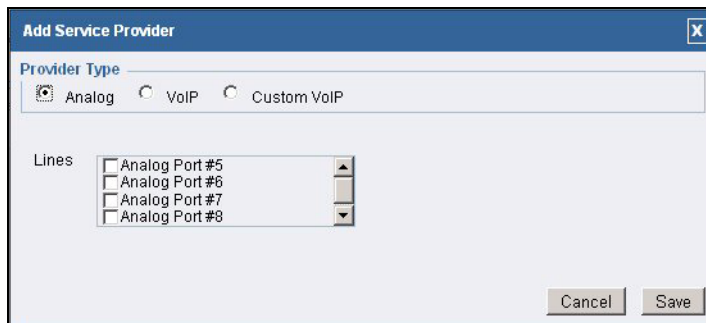 Add Service Provider X
Provider Type
Analog VoIP Custom VoIP
Lines
Analog Port #5
Analog Port #6
Analog Port #7
Analog Port #8
Cancel Save